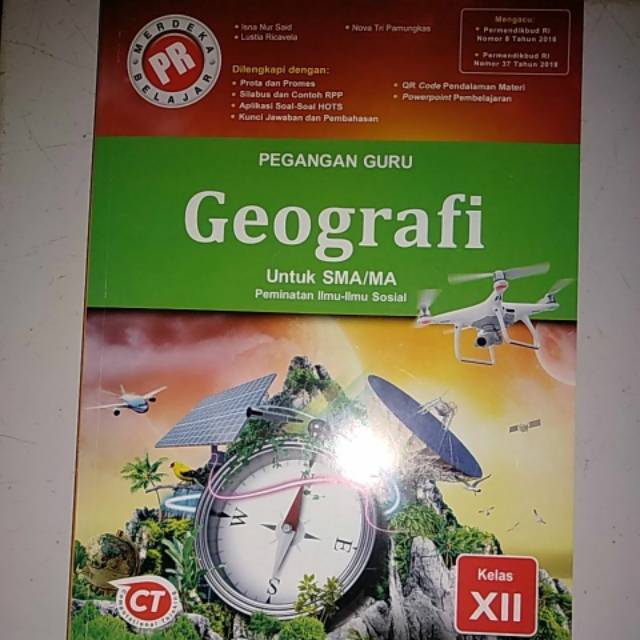 MERDEKA
PR
BELAJAR
• Isna Nur Said
• Lustia Ricavela
• Nova Tri Pamungkas
Mengacu:
• Permendikbud RI
Nomor 8 Tahun 2016
• Permendikbud RI
Nomor 37 Tahun 2018
Dilengkapi dengan:
• Prota dan Promes
• Silabus dan Contoh RPP
• Aplikasi Soal-Soal HOTS
• Kunci Jawaban dan Pembahasan
• QR Code Pendalaman Materi
• Powerpoint Pembelajaran
PEGANGAN GURU
Geografi
Untuk SMA/MA
Peminatan Ilmu-Ilmu Sosial
W
E
S
CT
Computational Thinking
Kelas
XII